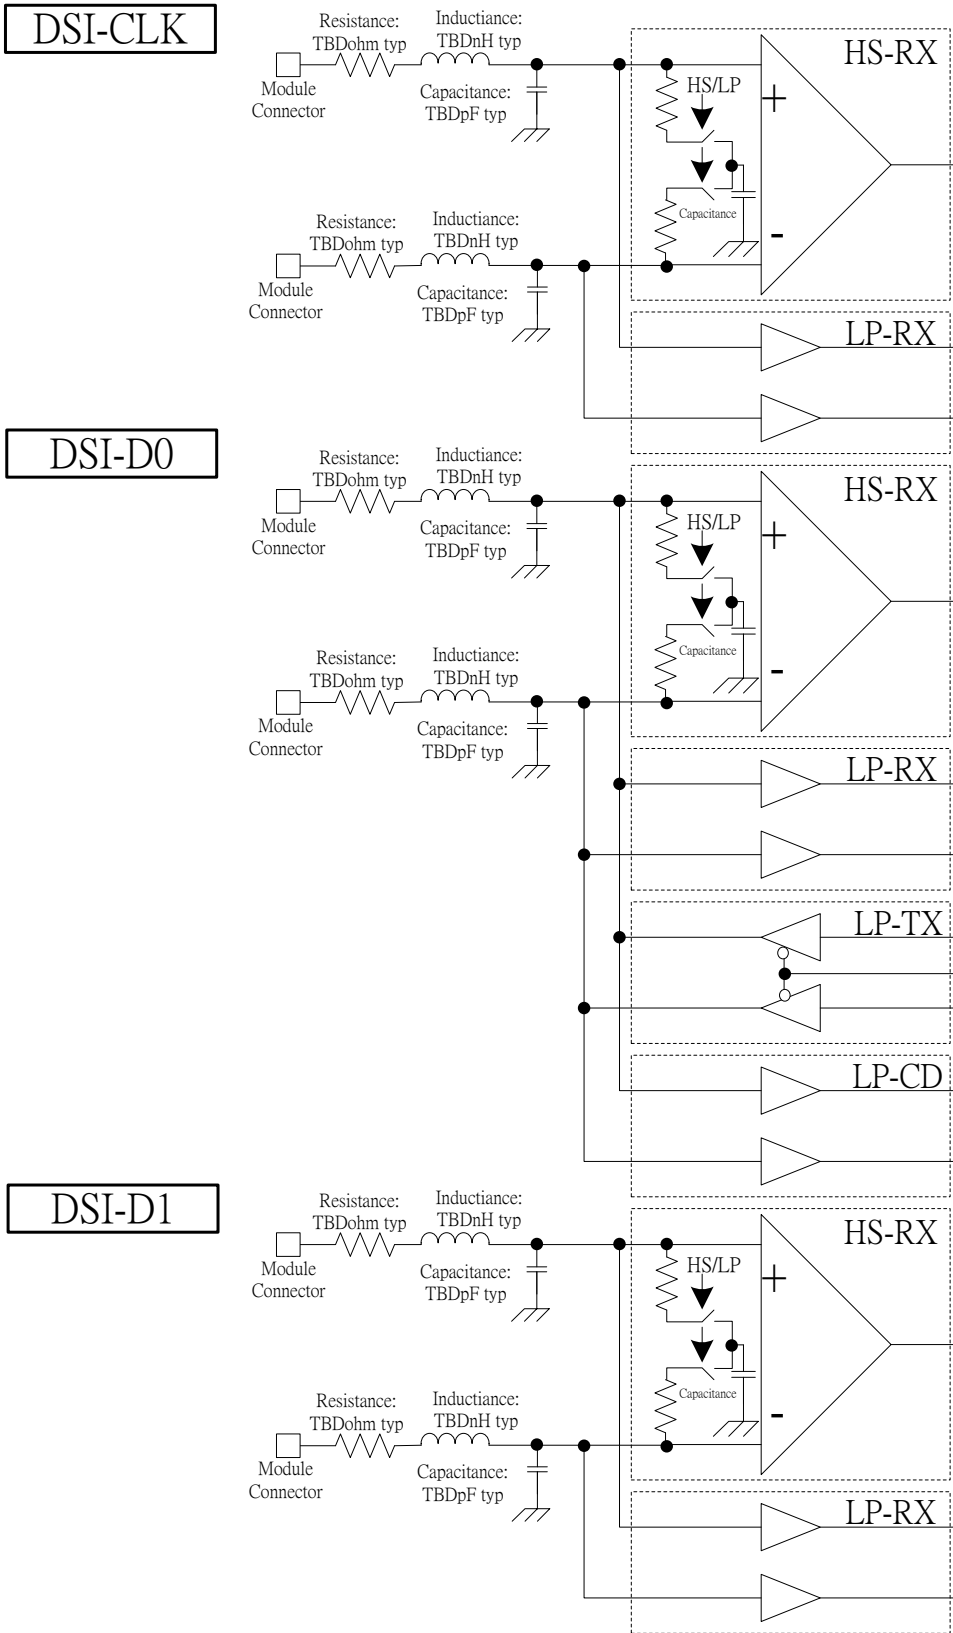 DSI-CLK
Resistance:
TBDohm typ
Inductiance:
TBDnH typ
Module
Connector
Capacitance:
TBDpF typ
HS-RX
HS/LP
+
Capacitance
-
Resistance:
TBDohm typ
Inductiance:
TBDnH typ
Module
Connector
Capacitance:
TBDpF typ
LP-RX
DSI-D0
Resistance:
TBDohm typ
Inductiance:
TBDnH typ
Module
Connector
Capacitance:
TBDpF typ
HS-RX
HS/LP
+
Capacitance
-
Resistance:
TBDohm typ
Inductiance:
TBDnH typ
Module
Connector
Capacitance:
TBDpF typ
LP-RX
LP-TX
LP-CD
DSI-D1
Resistance:
TBDohm typ
Inductiance:
TBDnH typ
Module
Connector
Capacitance:
TBDpF typ
HS-RX
HS/LP
+
Capacitance
-
Resistance:
TBDohm typ
Inductiance:
TBDnH typ
Module
Connector
Capacitance:
TBDpF typ
LP-RX